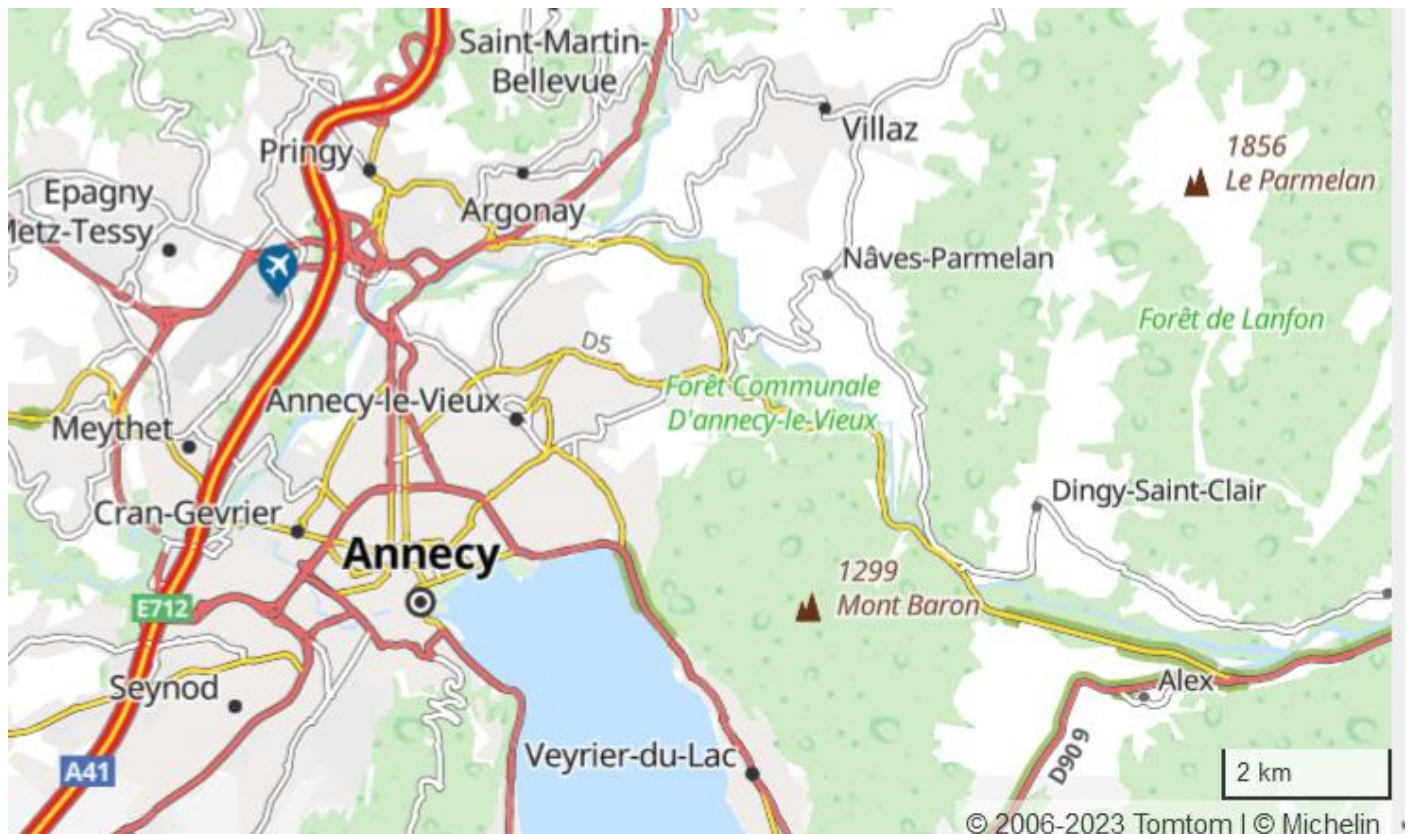 Saint-Martin-
Bellevue
Villaz
1856
Le Parmelan
Pringy
Epagny
Metz-Tessy
Argonay
Nâves-Parmelan
Forêt de Lanfon
D5
Forêt Communale
D'annecy-le-Vieux
Annecy-le-Vieux
Meythet
Dingy-Saint-Clair
Cran-Gevrier
Annecy
1299
Mont Baron
E712
Seynod
Alex
Veyrier-du-Lac
D909
A41
2 km
© 2006-2023 Tomtom | © Michelin